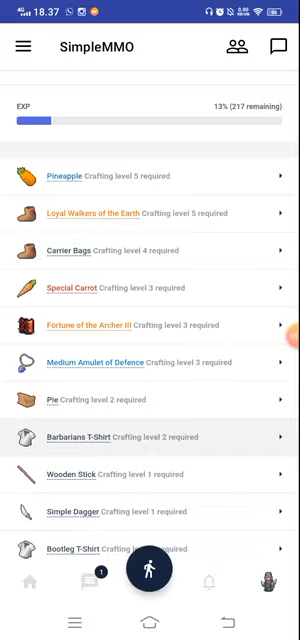 4G 18.37 0.00 KB/s
SimpleMMO
EXP 13% (217 remaining)
Pineapple Crafting level 5 required
Loyal Walkers of the Earth Crafting level 5 required
Carrier Bags Crafting level 4 required
Special Carrot Crafting level 3 required
Fortune of the Archer III Crafting level 3 required
Medium Amulet of Defence Crafting level 3 required
Pie Crafting level 2 required
Barbarians T-Shirt Crafting level 2 required
Wooden Stick Crafting level 1 required
Simple Dagger Crafting level 1 required
Bootleg T-Shirt Crafting required
1